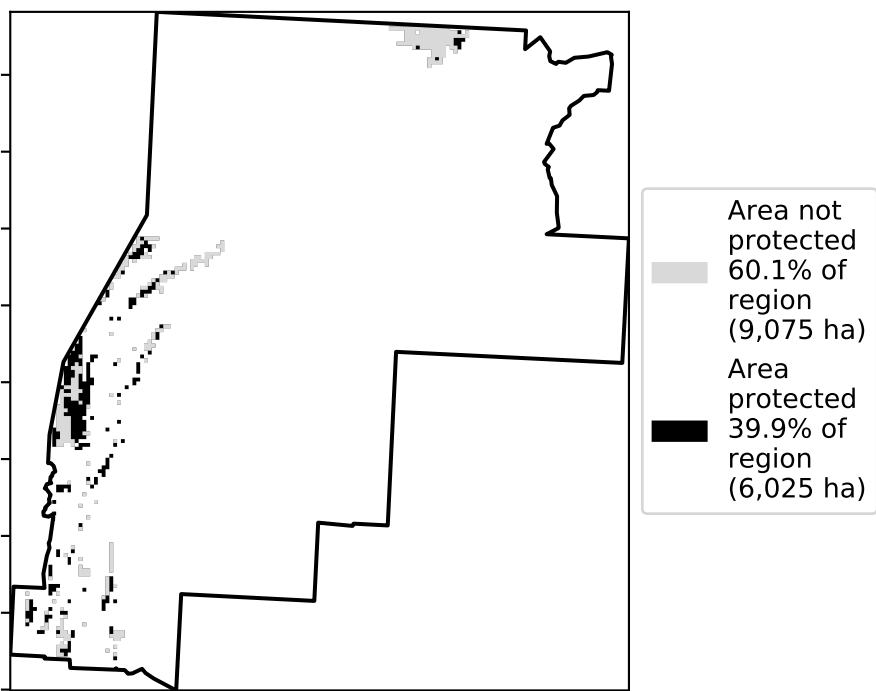 Area not
protected
60.1% of
region
(9,075 ha)
Area
protected
39.9% of
region
(6,025 ha)